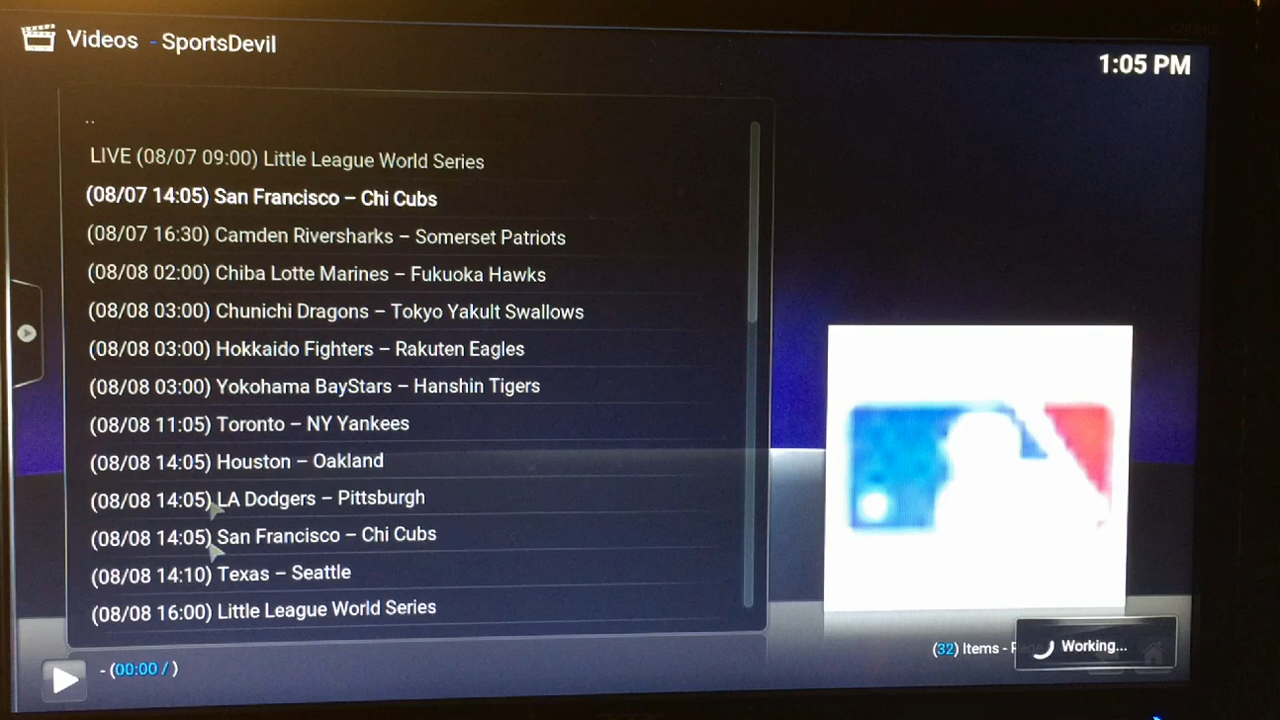 Videos - SportsDevil
1:05 PM
..
LIVE (08/07 09:00) Little League World Series
(08/07 14:05) San Francisco – Chi Cubs
(08/07 16:30) Camden Riversharks – Somerset Patriots
(08/08 02:00) Chiba Lotte Marines – Fukuoka Hawks
(08/08 03:00) Chunichi Dragons – Tokyo Yakult Swallows
(08/08 03:00) Hokkaido Fighters – Rakuten Eagles
(08/08 03:00) Yokohama BayStars – Hanshin Tigers
(08/08 11:05) Toronto – NY Yankees
(08/08 14:05) Houston – Oakland
(08/08 14:05) LA Dodgers – Pittsburgh
(08/08 14:05) San Francisco – Chi Cubs
(08/08 14:10) Texas – Seattle
(08/08 16:00) Little League World Series
(32) Items -
Working...
- (00:00 / )